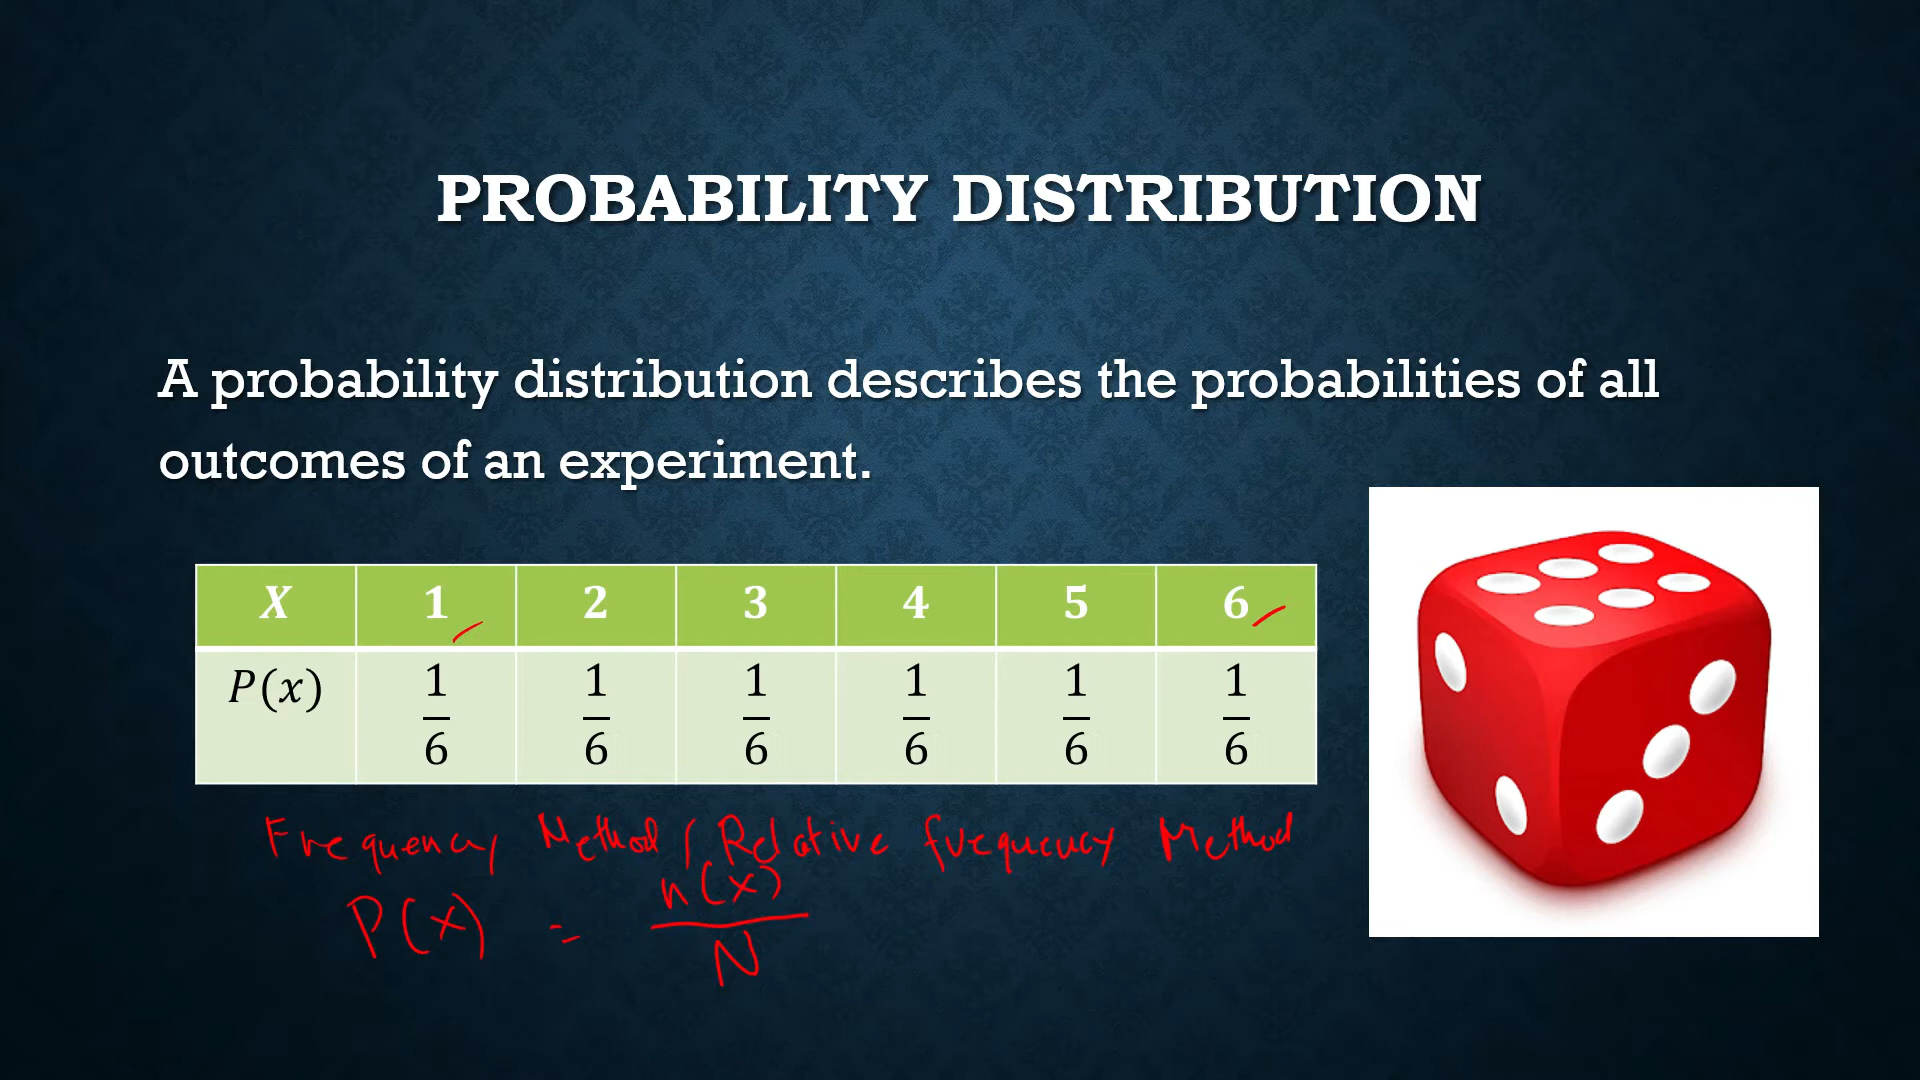 PROBABILITY DISTRIBUTION
A probability distribution describes the probabilities of all
outcomes of an experiment.
X 1 2 3 4 5 6
P(x) 1/6 1/6 1/6 1/6 1/6 1/6
Frequency Method / Relative frequency Method
P(x) = n(x)/N